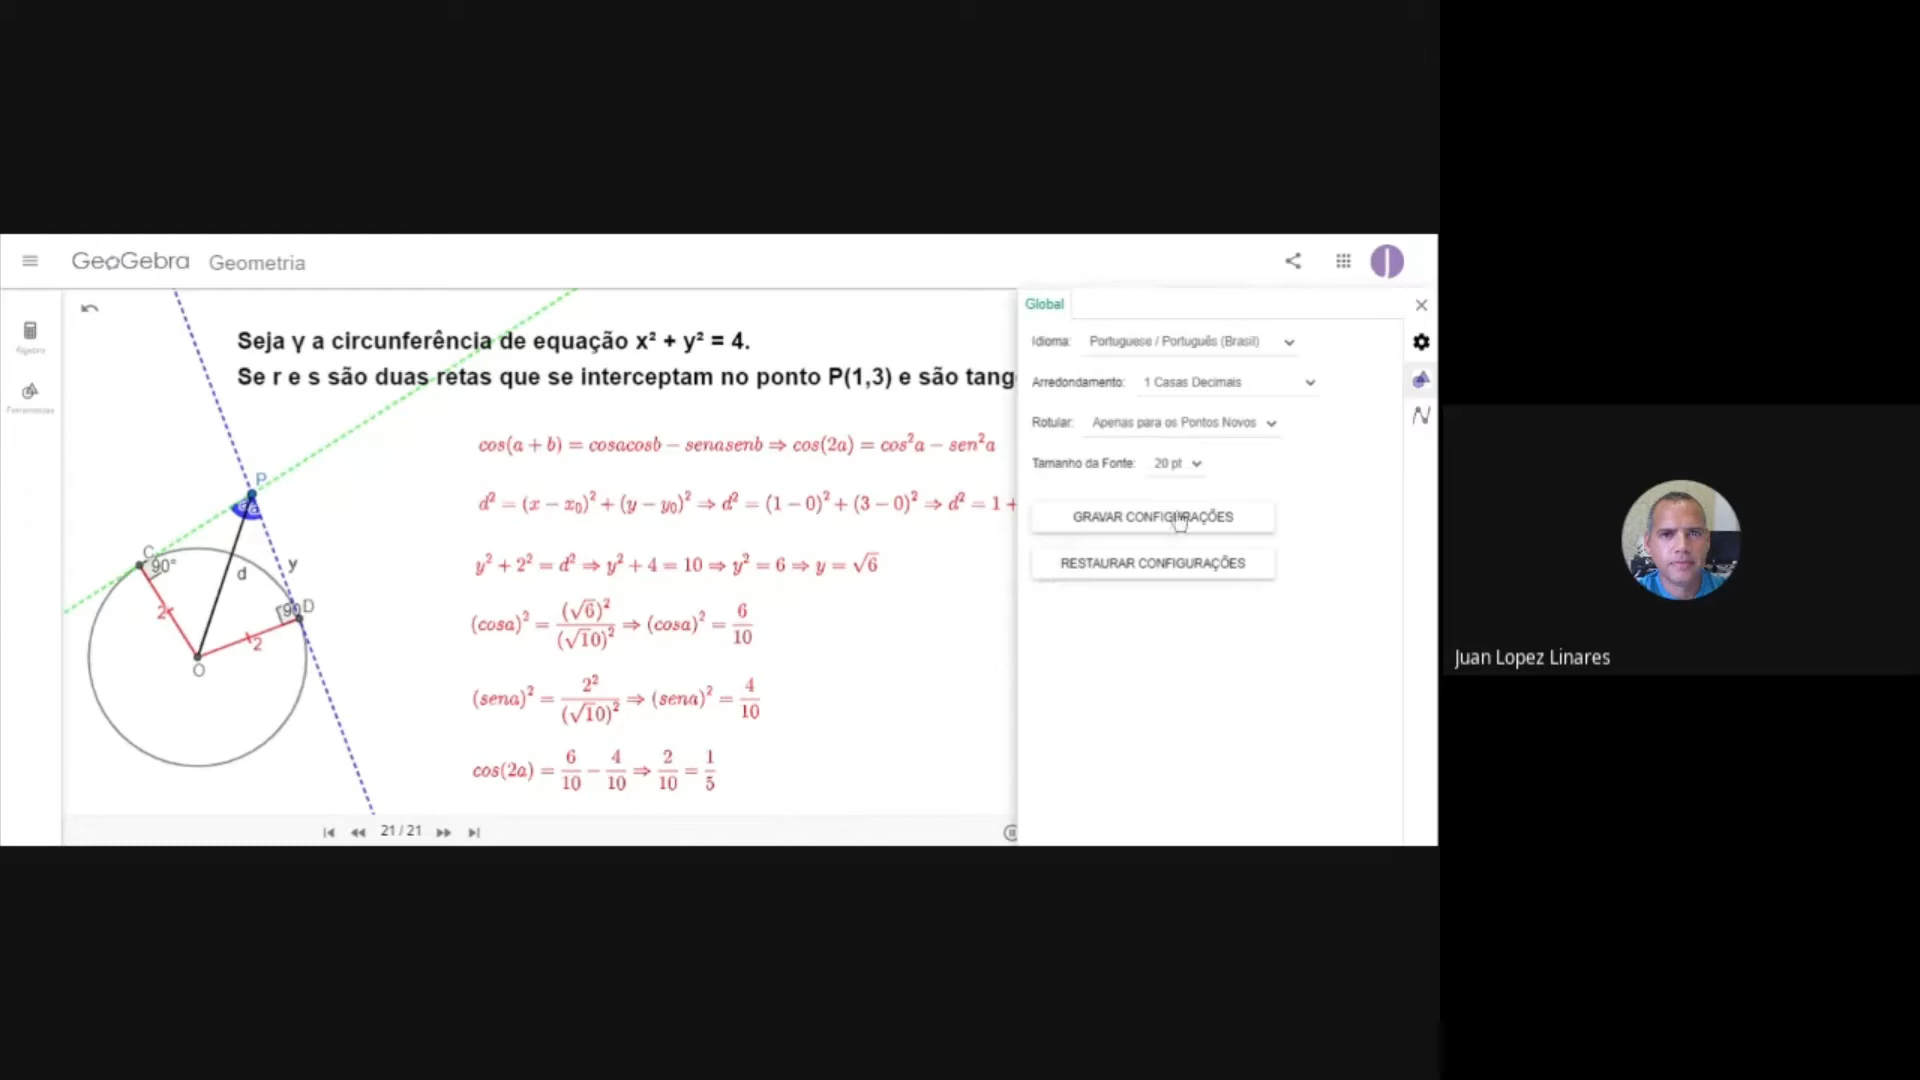 GeoGebra Geometria
Álgebra
Ferramentas
Seja γ a circunferência de equação x² + y² = 4.
Se r e s são duas retas que se interceptam no ponto P(1,3) e são tang
cos(a + b) = cosacosb − senasenb ⇒ cos(2a) = cos²a − sen²a
d² = (x − x₀)² + (y − y₀)² ⇒ d² = (1 − 0)² + (3 − 0)² ⇒ d² = 1 +
y² + 2² = d² ⇒ y² + 4 = 10 ⇒ y² = 6 ⇒ y = √6
(cosa)² = (√6)²/(√10)² ⇒ (cosa)² = 6/10
(sena)² = 2²/(√10)² ⇒ (sena)² = 4/10
cos(2a) = 6/10 − 4/10 ⇒ 2/10 = 1/5
P
2a
C
90°
d
y
2
90
D
2
O
21 / 21
Global
Idioma: Portuguese / Português (Brasil)
Arredondamento: 1 Casas Decimais
Rotular: Apenas para os Pontos Novos
Tamanho da Fonte: 20 pt
GRAVAR CONFIGURAÇÕES
RESTAURAR CONFIGURAÇÕES
J
Juan Lopez Linares